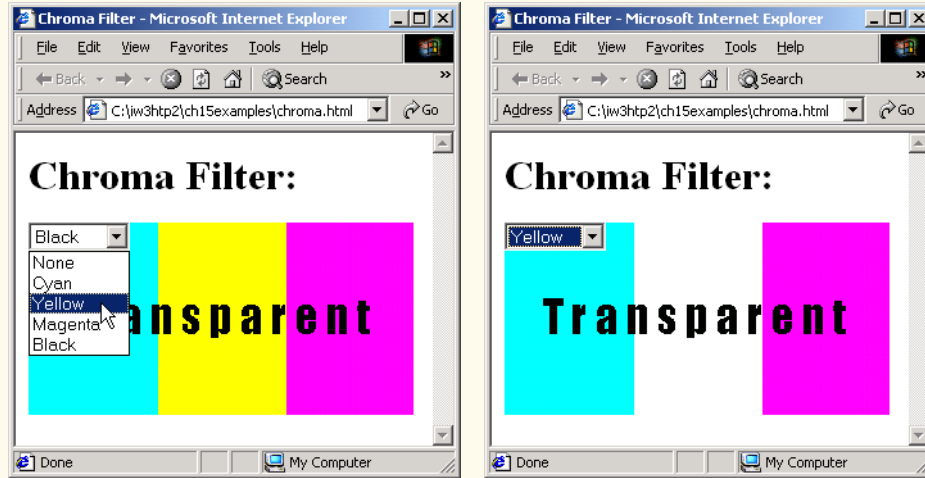 Chroma Filter - Microsoft Internet Explorer
File Edit View Favorites Tools Help
Back Search »
Address C:\iw3htp2\ch15examples\chroma.html Go
Chroma Filter:
Black
None
Cyan
Yellow
Magenta
Black
ansparent
Done My Computer
Chroma Filter - Microsoft Internet Explorer
File Edit View Favorites Tools Help
Back Search »
Address C:\iw3htp2\ch15examples\chroma.html Go
Chroma Filter:
Yellow
Transparent
Done My Computer